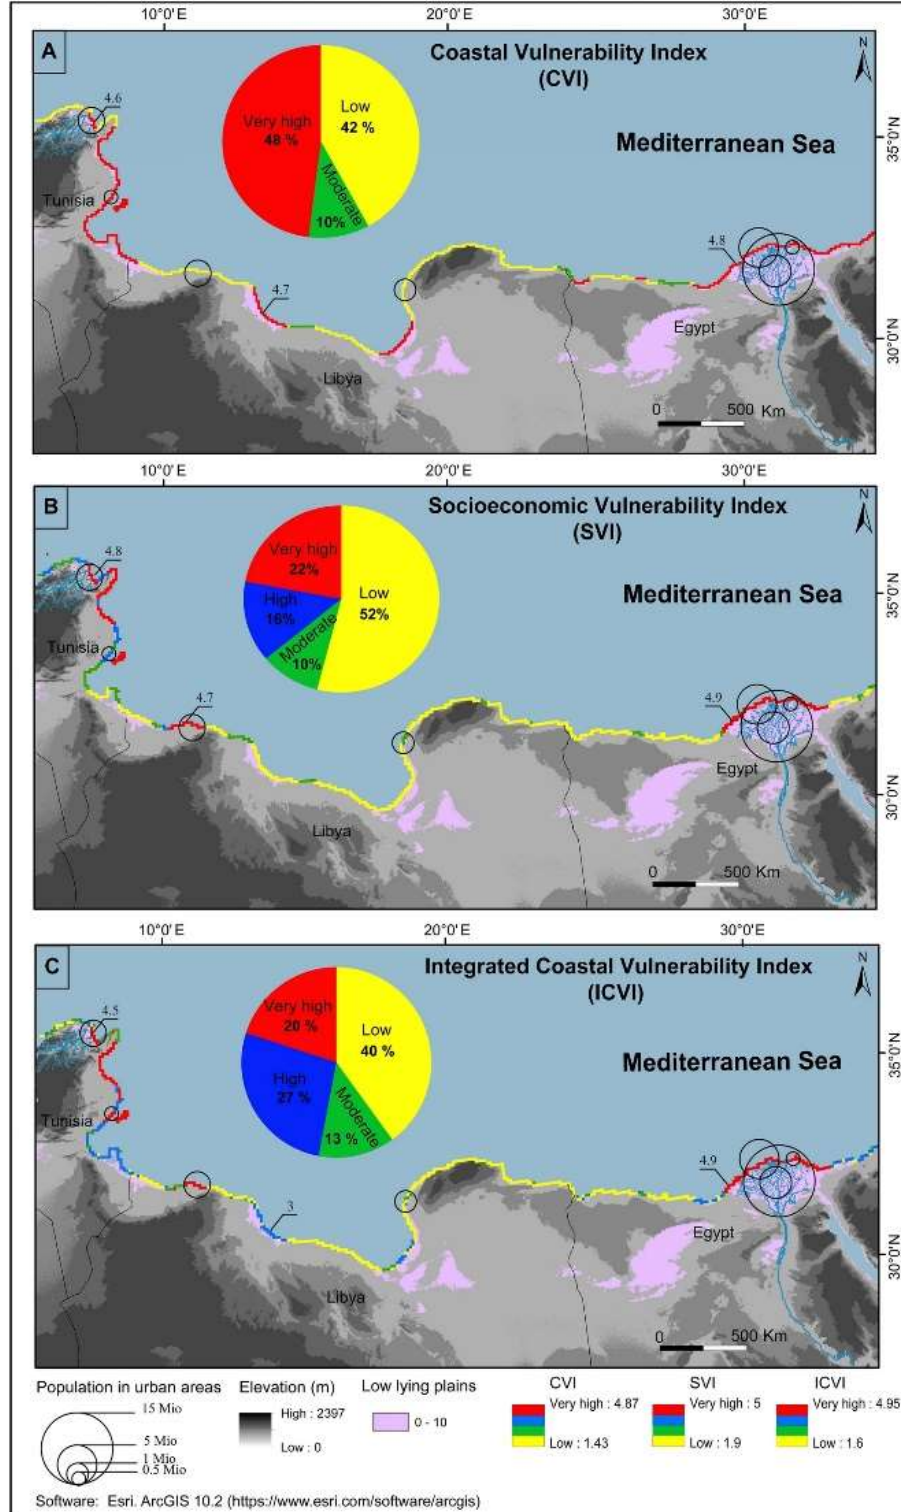 10°0'E 20°0'E 30°0'E
A
Coastal Vulnerability Index
(CVI)
N
4.6
Very high
48 %
Low
42 %
Moderate
10%
Mediterranean Sea
35°0'N
Tunisia
4.8
4.7
Egypt
30°0'N
Libya
0 500 Km
10°0'E 20°0'E 30°0'E
B
Socioeconomic Vulnerability Index
(SVI)
N
4.8
Very high
22%
High
16%
Low
52%
Moderate
10%
Mediterranean Sea
35°0'N
Tunisia
4.7
4.9
Egypt
30°0'N
Libya
0 500 Km
10°0'E 20°0'E 30°0'E
C
Integrated Coastal Vulnerability Index
(ICVI)
N
4.5
Very high
20 %
Low
40 %
High
27 %
Moderate
13 %
Mediterranean Sea
35°0'N
Tunisia
4.9
3
Egypt
30°0'N
Libya
0 500 Km
Population in urban areas
15 Mio
5 Mio
1 Mio
0.5 Mio
Elevation (m)
High : 2397
Low : 0
Low lying plains
0 - 10
CVI
Very high : 4.87
Low : 1.43
SVI
Very high : 5
Low : 1.9
ICVI
Very high : 4.95
Low : 1.6
Software: Esri. ArcGIS 10.2 (https://www.esri.com/software/arcgis)